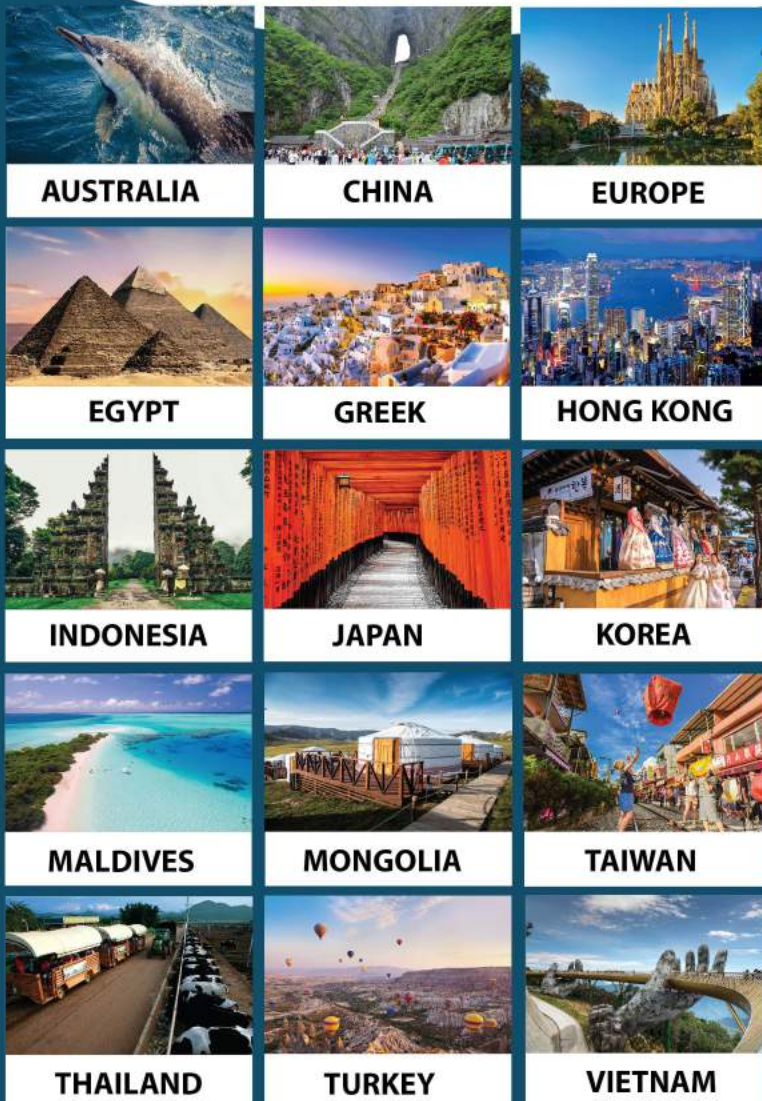 AUSTRALIA
CHINA
EUROPE
EGYPT
GREEK
HONG KONG
INDONESIA
JAPAN
KOREA
MALDIVES
MONGOLIA
TAIWAN
THAILAND
TURKEY
VIETNAM